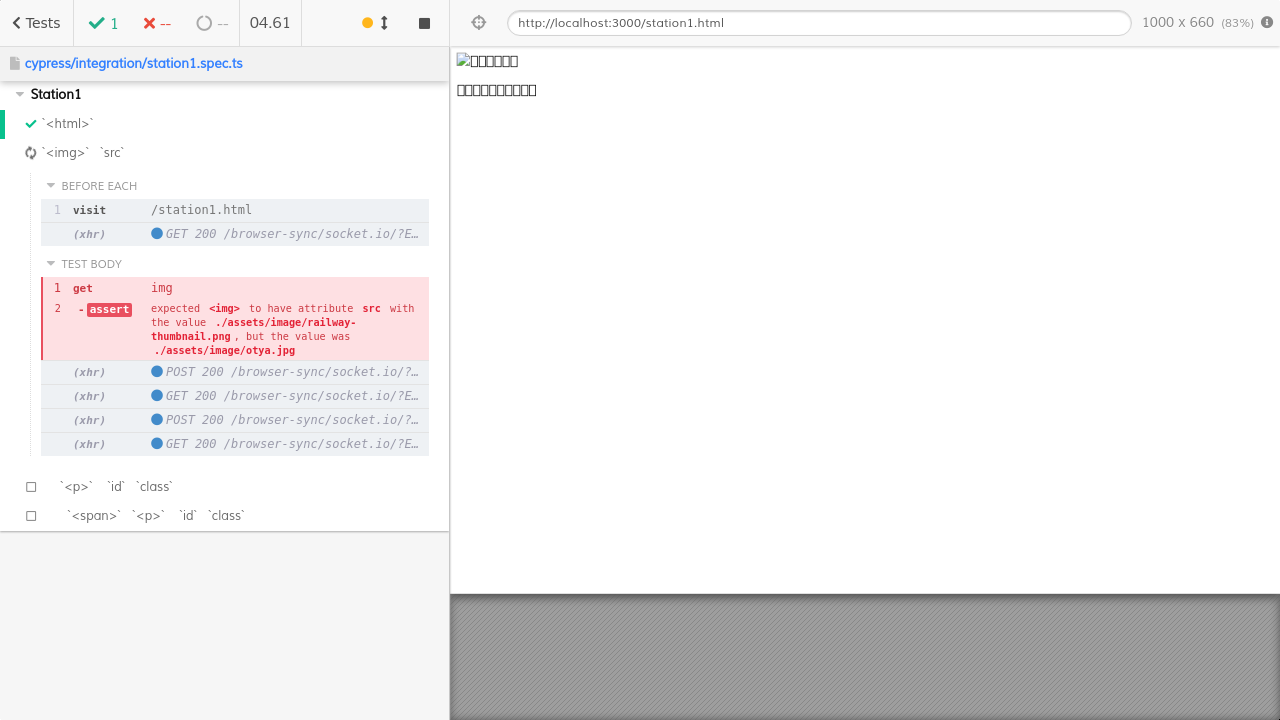 Tests
1
--
--
04.61
http://localhost:3000/station1.html
1000 x 660 (83%)
cypress/integration/station1.spec.ts
Station1
`<html>`
`<img>` `src`
BEFORE EACH
1 visit /station1.html
(xhr) GET 200 /browser-sync/socket.io/?E…
TEST BODY
1 get img
2 -assert expected <img> to have attribute src with
the value ./assets/image/railway-
thumbnail.png, but the value was
./assets/image/otya.jpg
(xhr) POST 200 /browser-sync/socket.io/?…
(xhr) GET 200 /browser-sync/socket.io/?E…
(xhr) POST 200 /browser-sync/socket.io/?…
(xhr) GET 200 /browser-sync/socket.io/?E…
`<p>` `id` `class`
`<span>` `<p>` `id` `class`